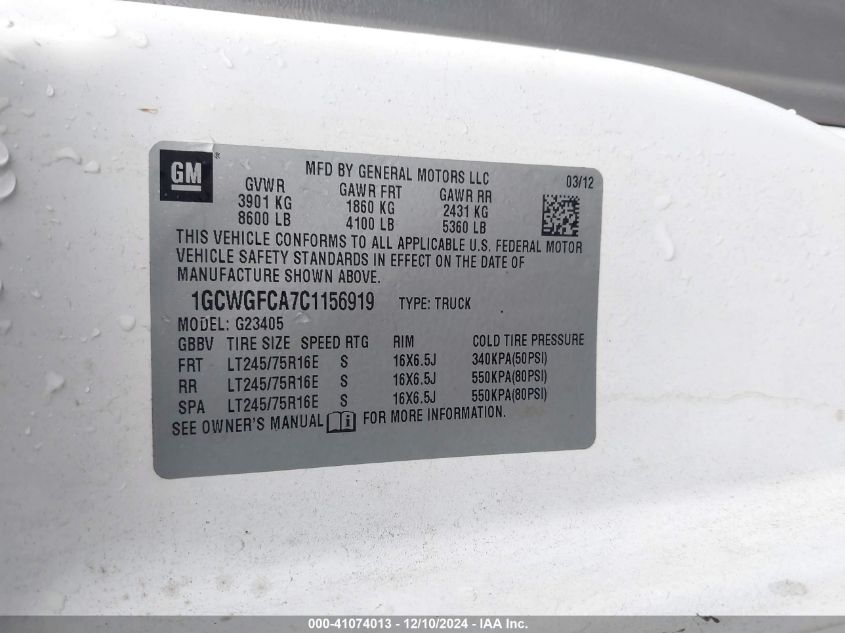 GM
MFD BY GENERAL MOTORS LLC
03/12
GVWR GAWR FRT GAWR RR
3901 KG 1860 KG 2431 KG
8600 LB 4100 LB 5360 LB
THIS VEHICLE CONFORMS TO ALL APPLICABLE U.S. FEDERAL MOTOR
VEHICLE SAFETY STANDARDS IN EFFECT ON THE DATE OF
MANUFACTURE SHOWN ABOVE.
1GCWGFCA7C1156919 TYPE: TRUCK
MODEL: G23405
GBBV TIRE SIZE SPEED RTG RIM COLD TIRE PRESSURE
FRT LT245/75R16E S 16X6.5J 340KPA(50PSI)
RR LT245/75R16E S 16X6.5J 550KPA(80PSI)
SPA LT245/75R16E S 16X6.5J 550KPA(80PSI)
SEE OWNER'S MANUAL FOR MORE INFORMATION.
000-41074013 - 12/10/2024 - IAA Inc.